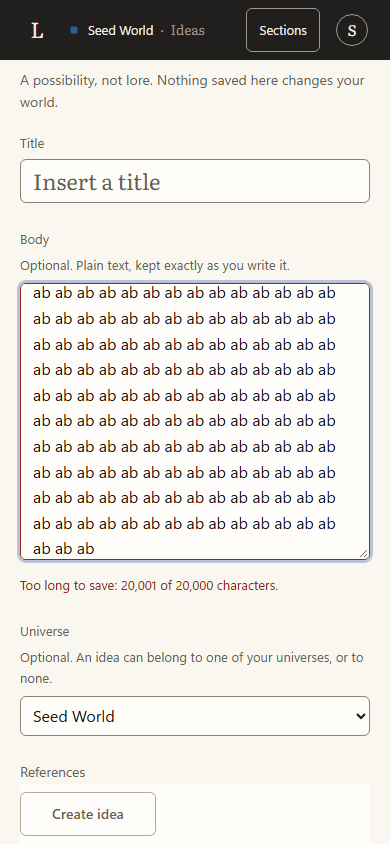 L Seed World · Ideas Sections S
A possibility, not lore. Nothing saved here changes your
world.
Title
Insert a title
Body
Optional. Plain text, kept exactly as you write it.
ab ab ab ab ab ab ab ab ab ab ab ab ab ab
ab ab ab ab ab ab ab ab ab ab ab ab ab ab
ab ab ab ab ab ab ab ab ab ab ab ab ab ab
ab ab ab ab ab ab ab ab ab ab ab ab ab ab
ab ab ab ab ab ab ab ab ab ab ab ab ab ab
ab ab ab ab ab ab ab ab ab ab ab ab ab ab
ab ab ab ab ab ab ab ab ab ab ab ab ab ab
ab ab ab ab ab ab ab ab ab ab ab ab ab ab
ab ab ab ab ab ab ab ab ab ab ab ab ab ab
ab ab ab ab ab ab ab ab ab ab ab ab ab ab
ab ab ab
Too long to save: 20,001 of 20,000 characters.
Universe
Optional. An idea can belong to one of your universes, or to
none.
Seed World
References
Create idea